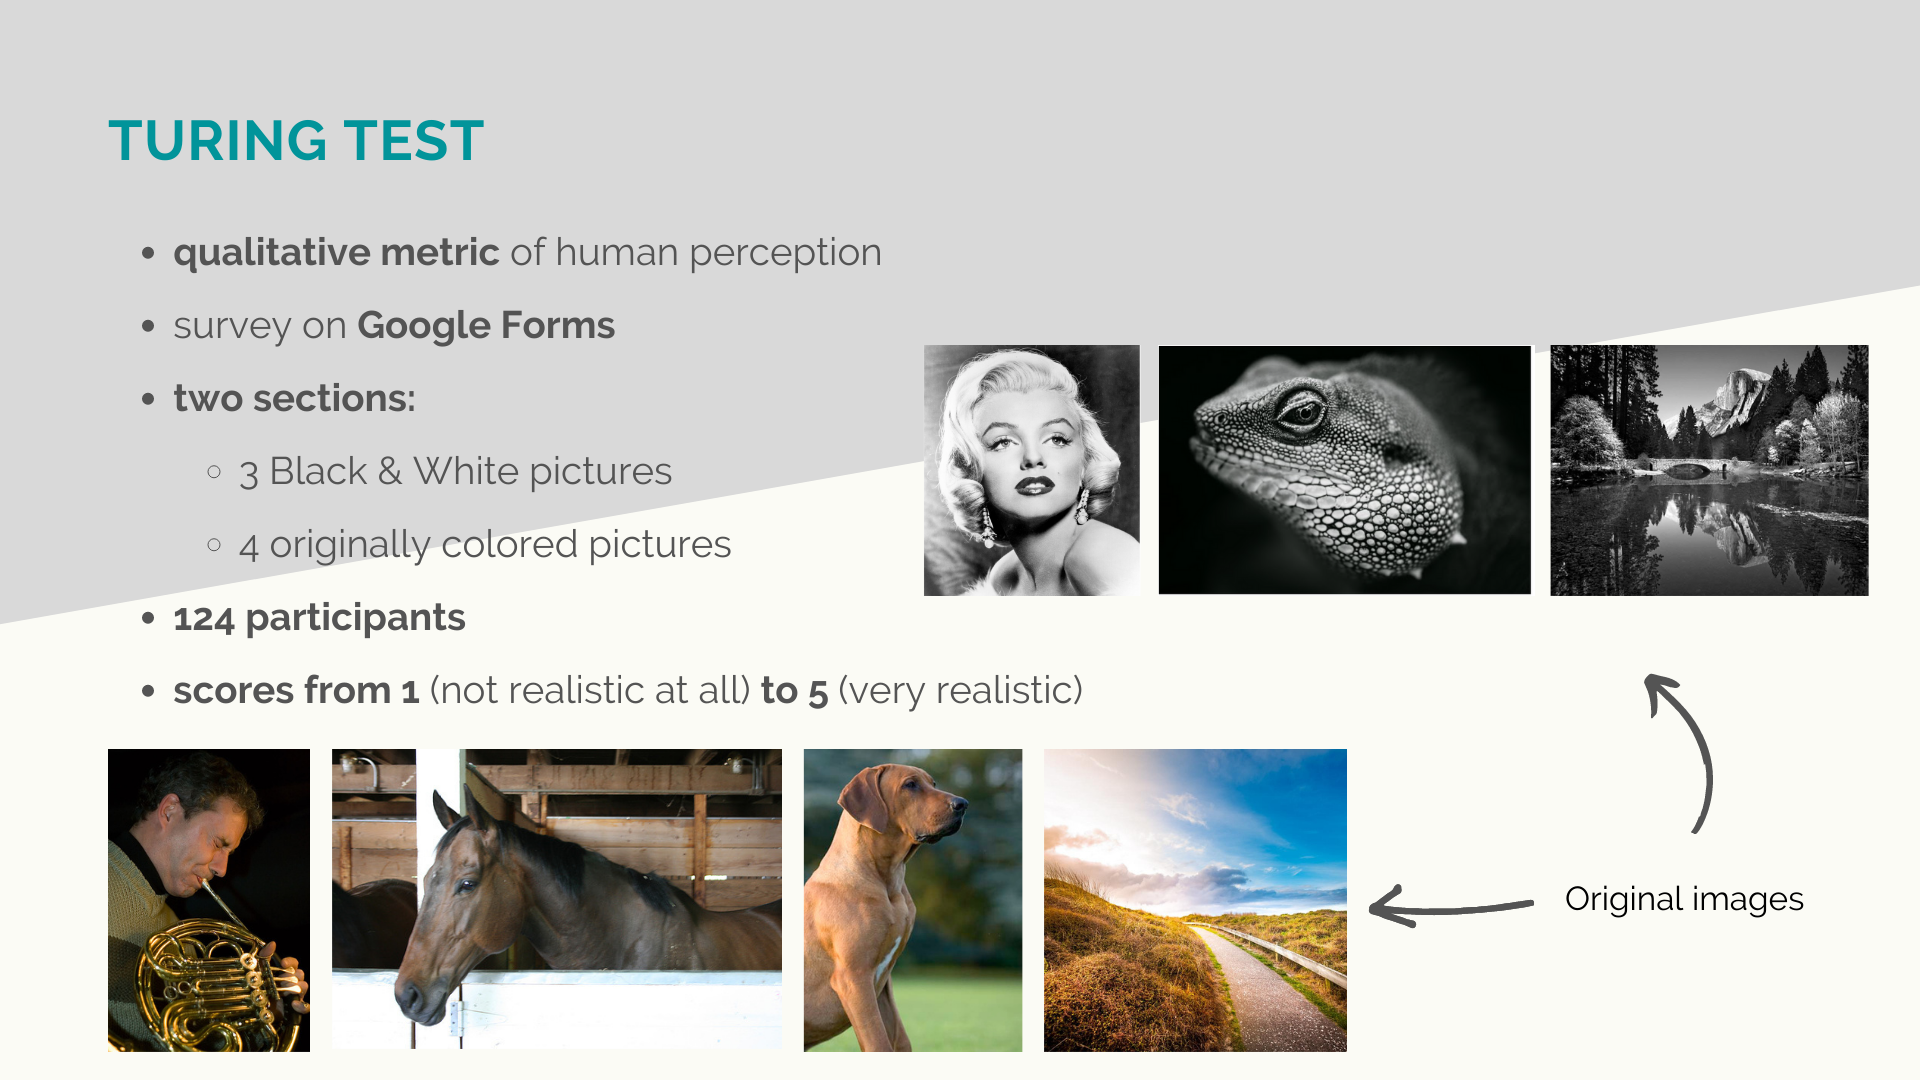 TURING TEST
qualitative metric of human perception
survey on Google Forms
two sections:
3 Black & White pictures
4 originally colored pictures
124 participants
scores from 1 (not realistic at all) to 5 (very realistic)
Original images